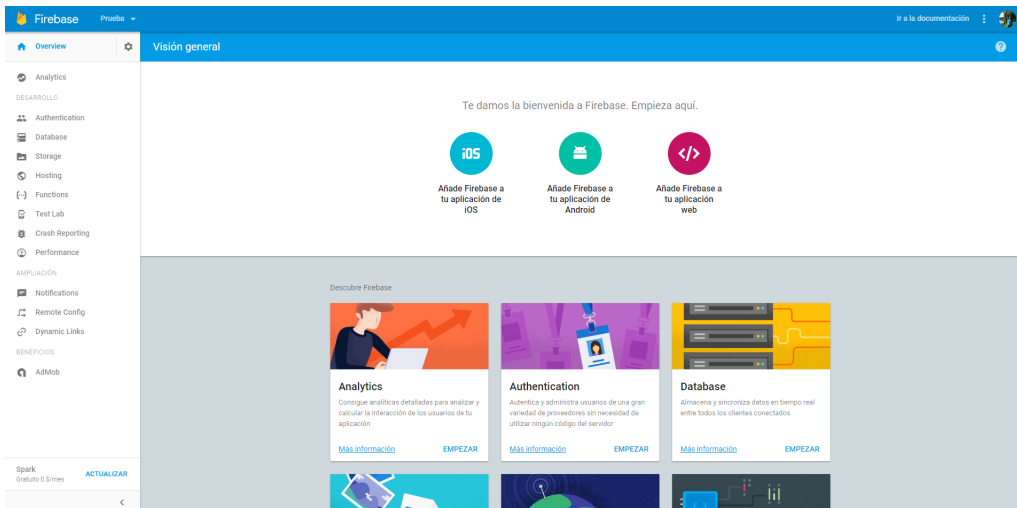 Firebase
Prueba
Ir a la documentación
Overview
Visión general
Analytics
DESARROLLO
Authentication
Database
Storage
Hosting
Functions
Test Lab
Crash Reporting
Performance
AMPLIACIÓN
Notifications
Remote Config
Dynamic Links
BENEFICIOS
AdMob
Spark
Gratuito 0 $/mes
ACTUALIZAR
Te damos la bienvenida a Firebase. Empieza aquí.
iOS
Añade Firebase a
tu aplicación de
iOS
Añade Firebase a
tu aplicación de
Android
</>
Añade Firebase a
tu aplicación
web
Descubre Firebase
Analytics
Consigue analíticas detalladas para analizar y
calcular la interacción de los usuarios de tu
aplicación
Más información
EMPEZAR
Authentication
Autentica y administra usuarios de una gran
variedad de proveedores sin necesidad de
utilizar ningún código del servidor
Más información
EMPEZAR
Database
Almacena y sincroniza datos en tiempo real
entre todos los clientes conectados
Más información
EMPEZAR